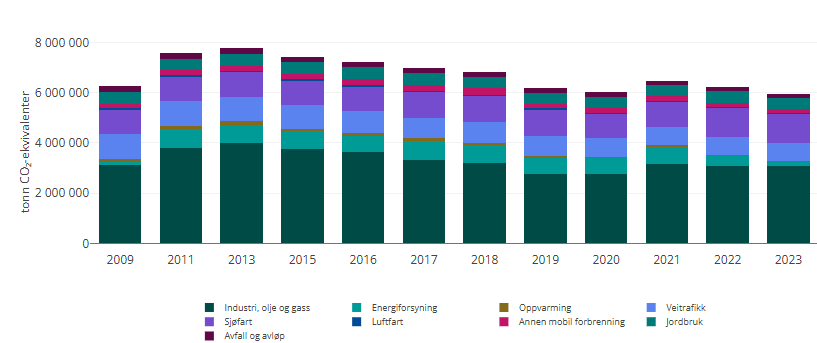 8 000 000
6 000 000
4 000 000
2 000 000
0
tonn CO₂-ekvivalenter
2009 2011 2013 2015 2016 2017 2018 2019 2020 2021 2022 2023
Industri, olje og gass Energiforsyning Oppvarming Veitrafikk
Sjøfart Luftfart Annen mobil forbrenning Jordbruk
Avfall og avløp